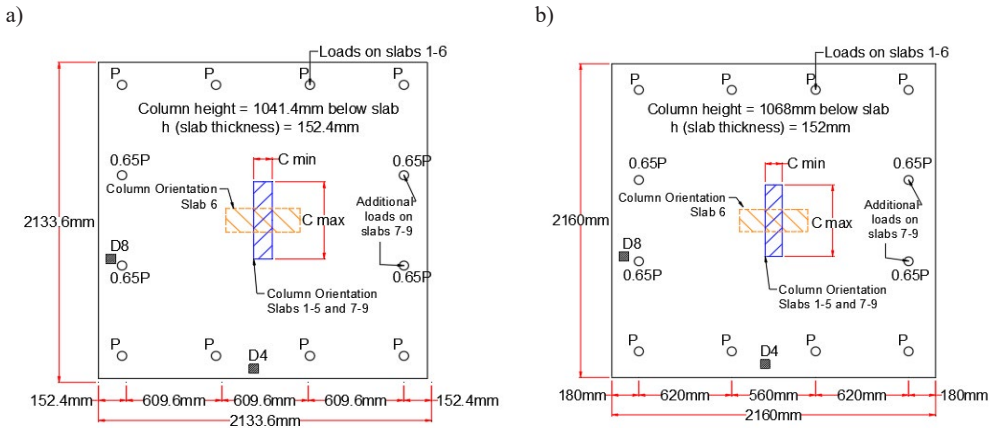 a)
Loads on slabs 1-6
P P P P
Column height = 1041.4mm below slab
h (slab thickness) = 152.4mm
C min
0.65P 0.65P
Column Orientation
Slab 6
Additional
loads on
slabs 7-9
C max
2133.6mm
D8
0.65P 0.65P
Column Orientation
Slabs 1-5 and 7-9
P P P P
D4
152.4mm 609.6mm 609.6mm 609.6mm 152.4mm
2133.6mm
b)
Loads on slabs 1-6
P P P P
Column height = 1068mm below slab
h (slab thickness) = 152mm
C min
0.65P 0.65P
Column Orientation
Slab 6
Additional
loads on
slabs 7-9
C max
2160mm
D8
0.65P 0.65P
Column Orientation
Slabs 1-5 and 7-9
P P P P
D4
180mm 620mm 560mm 620mm 180mm
2160mm